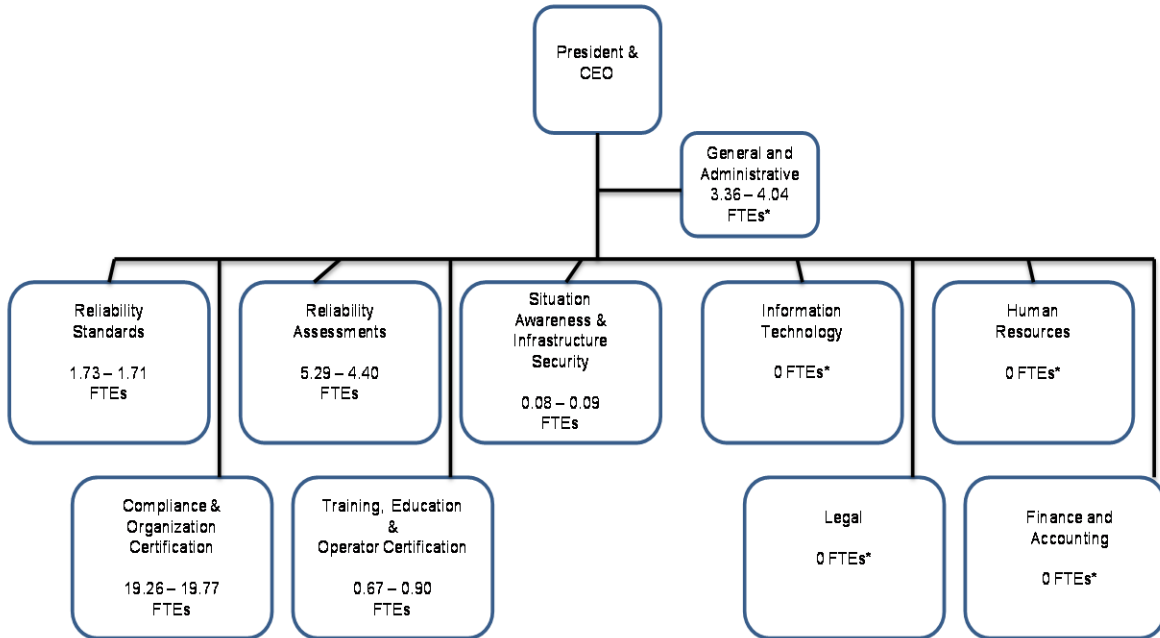 President &
CEO
General and
Administrative
3.36 – 4.04
FTEs*
Reliability
Standards
1.73 – 1.71
FTEs
Reliability
Assessments
5.29 – 4.40
FTEs
Situation
Awareness &
Infrastructure
Security
0.08 – 0.09
FTEs
Information
Technology
0 FTEs*
Human
Resources
0 FTEs*
Compliance &
Organization
Certification
19.26 – 19.77
FTEs
Training, Education
&
Operator Certification
0.67 – 0.90
FTEs
Legal
0 FTEs*
Finance and
Accounting
0 FTEs*